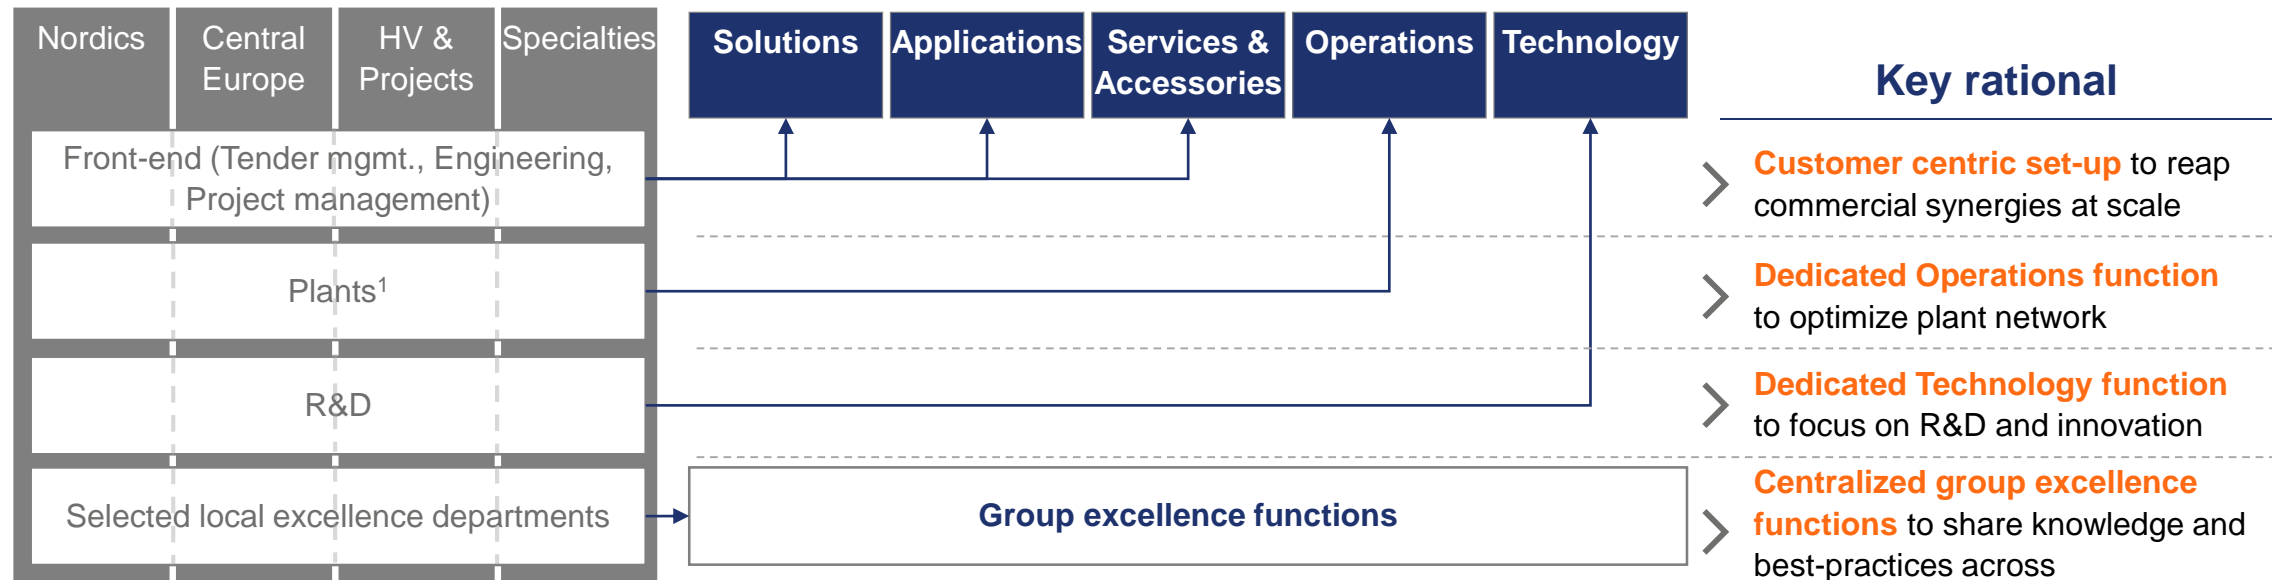 Nordics
Central
Europe
HV &
Projects
Specialties
Solutions
Applications
Services &
Accessories
Operations
Technology
Key rational
Front-end (Tender mgmt., Engineering,
Project management)
Customer centric set-up to reap
commercial synergies at scale
Plants¹
Dedicated Operations function
to optimize plant network
R&D
Dedicated Technology function
to focus on R&D and innovation
Selected local excellence departments
Group excellence functions
Centralized group excellence
functions to share knowledge and
best-practices across